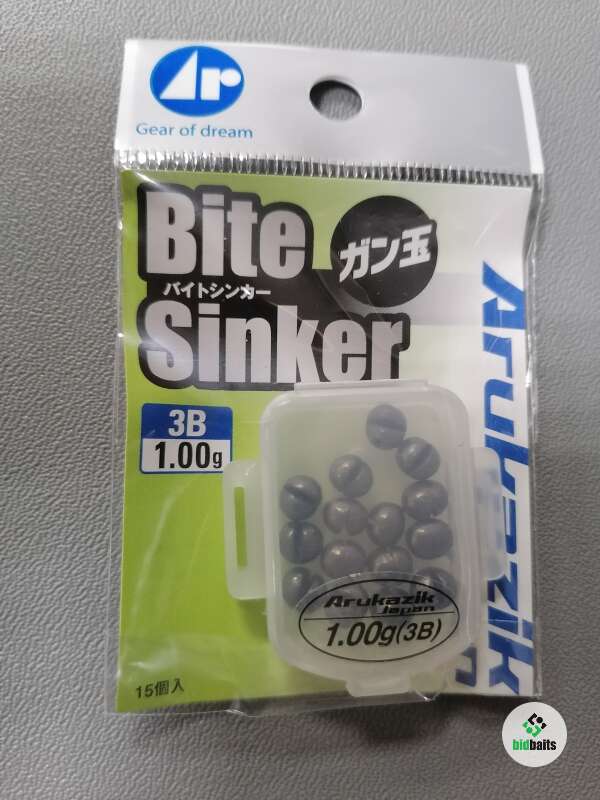 Ar
Gear of dream
Bite
ガン玉
バイトシンカー
Sinker
3B
1.00g
Arukazik
Arukazik
Japan
1.00g(3B)
15個入
bidbaits